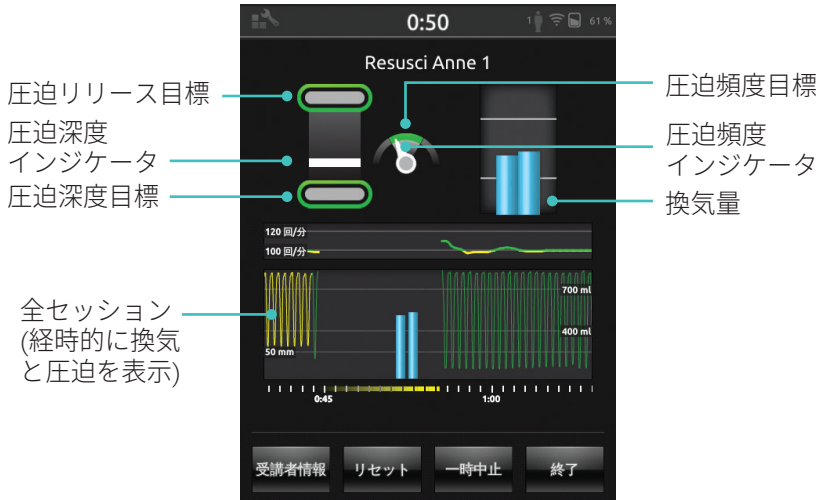 0:50
1
61 %
Resusci Anne 1
圧迫リリース目標
圧迫深度
インジケータ
圧迫深度目標
圧迫頻度目標
圧迫頻度
インジケータ
換気量
120 回/分
100 回/分
全セッション
(経時的に換気
と圧迫を表示)
700 ml
400 ml
50 mm
0:45
1:00
受講者情報
リセット
一時中止
終了